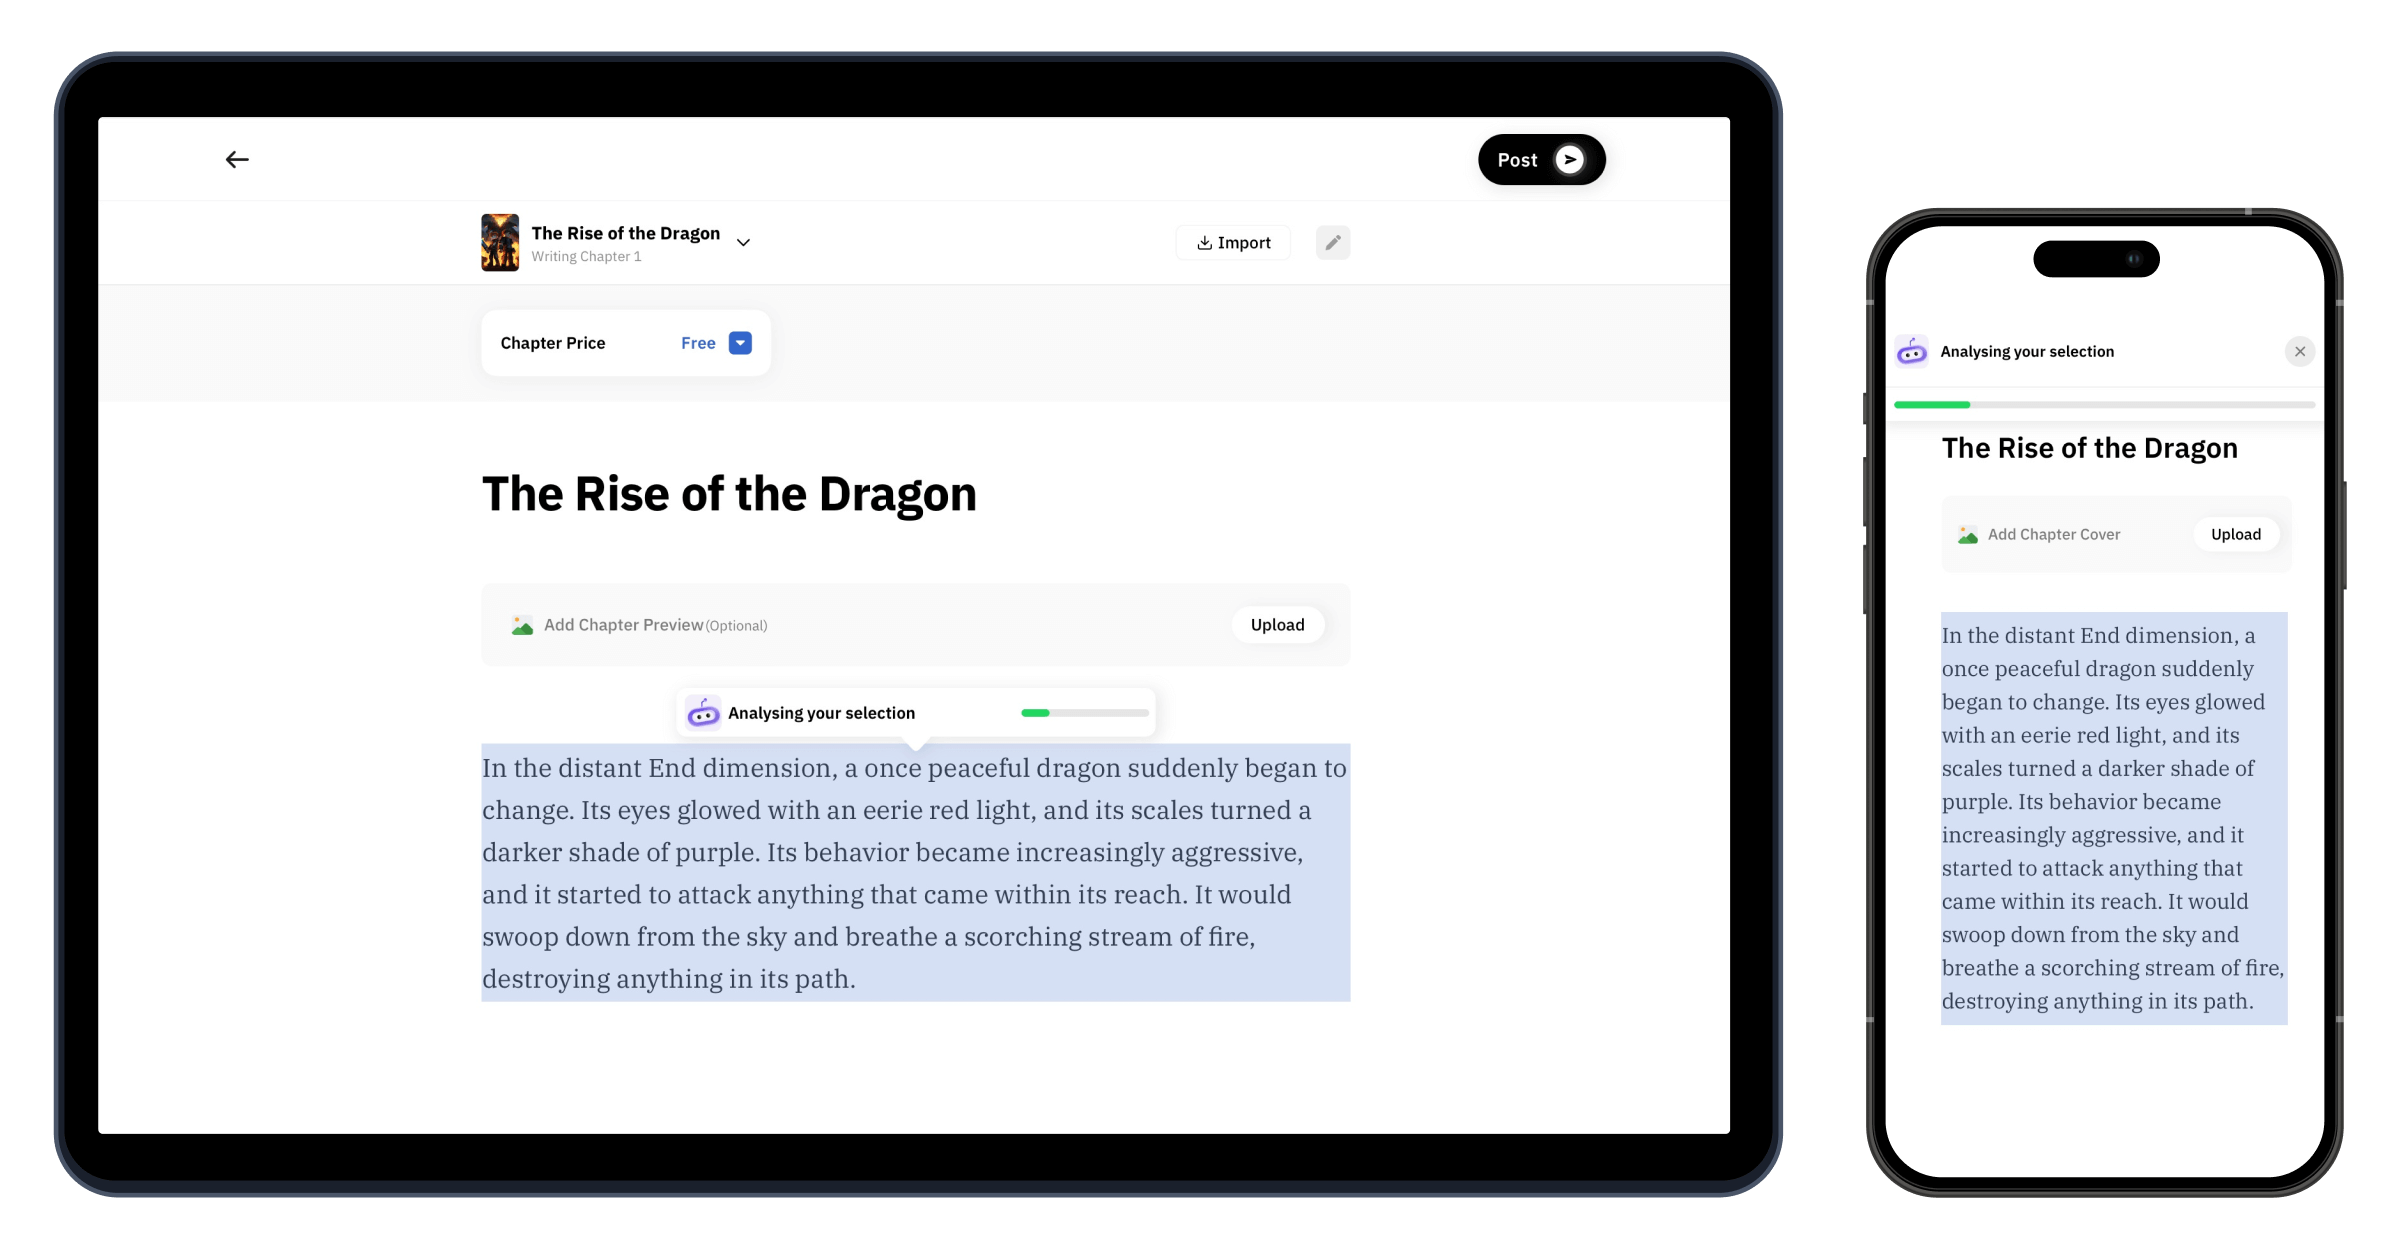 Post
The Rise of the Dragon
Writing Chapter 1
Import
Chapter Price
Free
The Rise of the Dragon
Add Chapter Preview(Optional)
Upload
Analysing your selection
In the distant End dimension, a once peaceful dragon suddenly began to
change. Its eyes glowed with an eerie red light, and its scales turned a
darker shade of purple. Its behavior became increasingly aggressive,
and it started to attack anything that came within its reach. It would
swoop down from the sky and breathe a scorching stream of fire,
destroying anything in its path.
Analysing your selection
The Rise of the Dragon
Add Chapter Cover
Upload
In the distant End dimension, a
once peaceful dragon suddenly
began to change. Its eyes glowed
with an eerie red light, and its
scales turned a darker shade of
purple. Its behavior became
increasingly aggressive, and it
started to attack anything that
came within its reach. It would
swoop down from the sky and
breathe a scorching stream of fire,
destroying anything in its path.